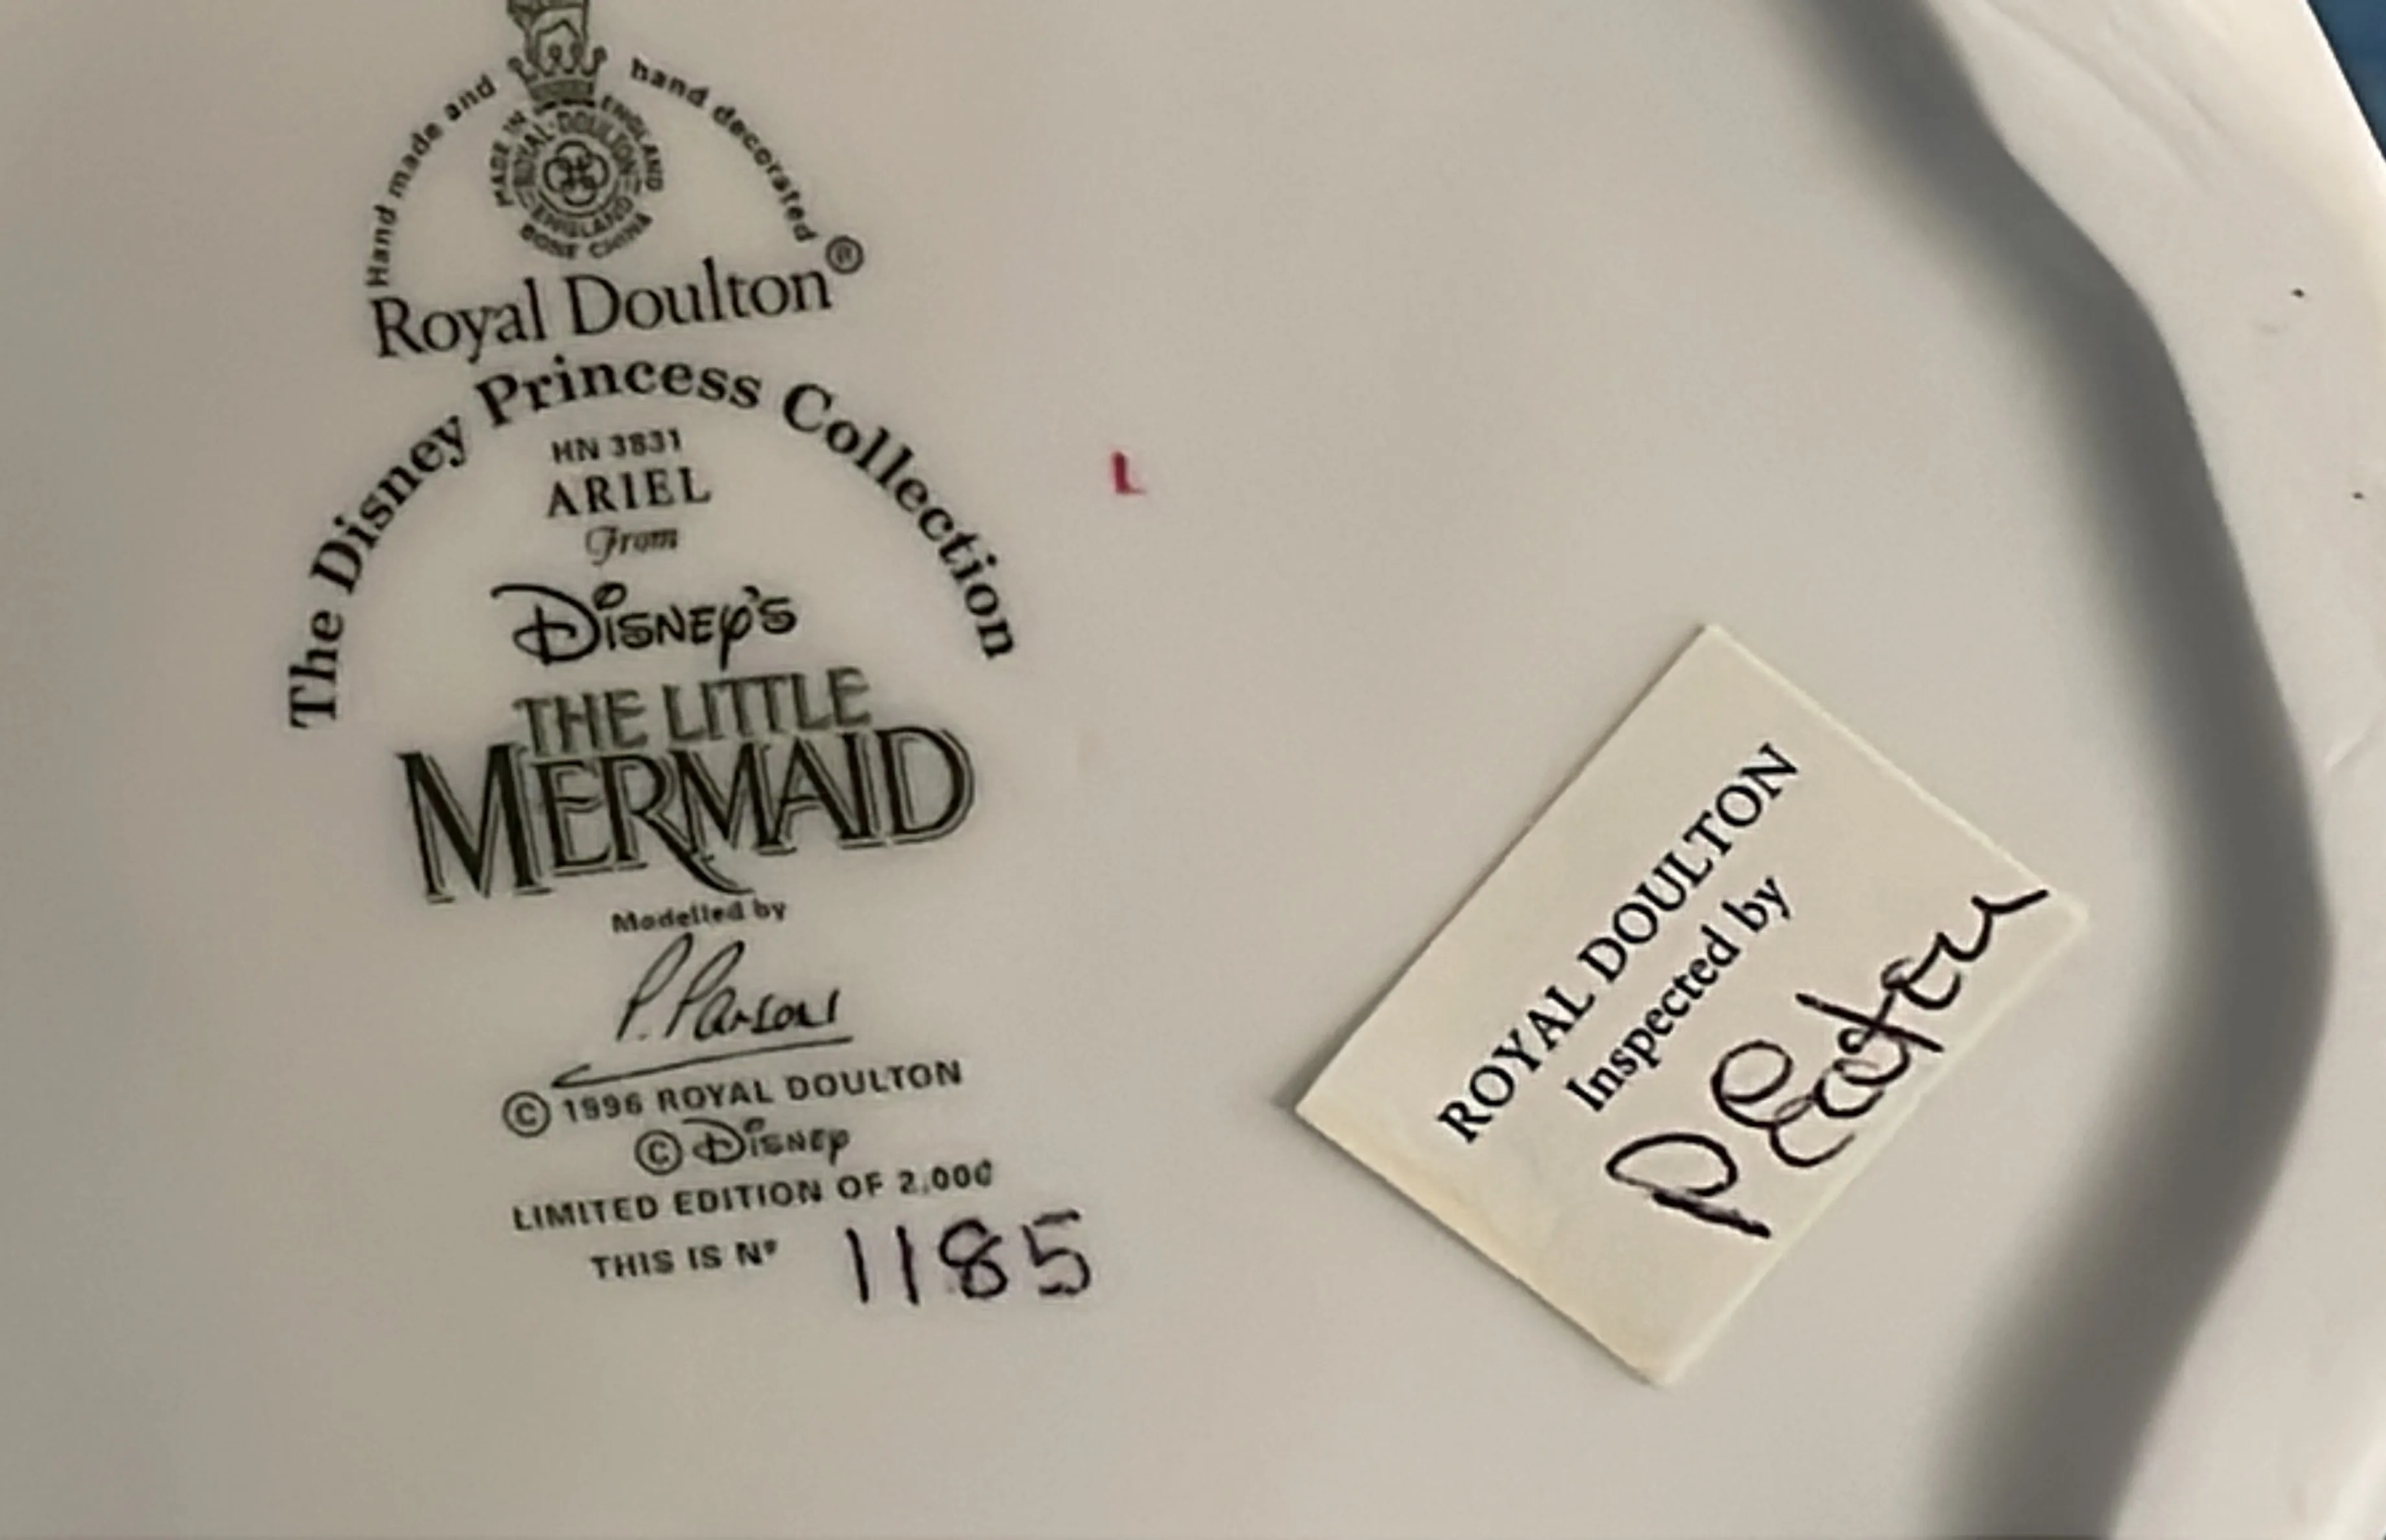 Hand made and hand decorated
MADE IN ENGLAND
ROYAL DOULTON
ENGLAND
BONE CHINA
Royal Doulton®
The Disney Princess Collection
HN 3831
ARIEL
From
DISNEY'S
THE LITTLE
MERMAID
Modelled by
P. Parsons
© 1996 ROYAL DOULTON
© Disney
LIMITED EDITION OF 2,000
THIS IS Nº 1185
L
ROYAL DOULTON
Inspected by
P Eaton